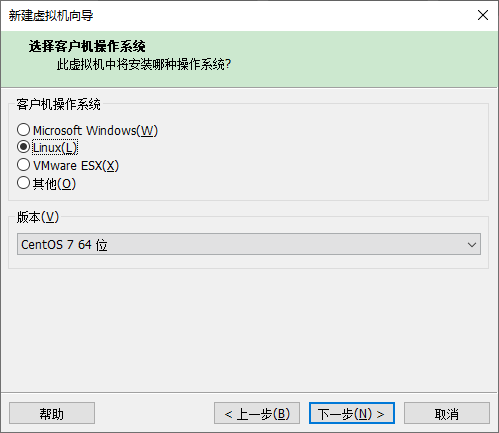 新建虚拟机向导
选择客户机操作系统
此虚拟机中将安装哪种操作系统?
客户机操作系统
Microsoft Windows(W)
Linux(L)
VMware ESX(X)
其他(O)
版本(V)
CentOS 7 64 位
帮助
< 上一步(B)
下一步(N) >
取消